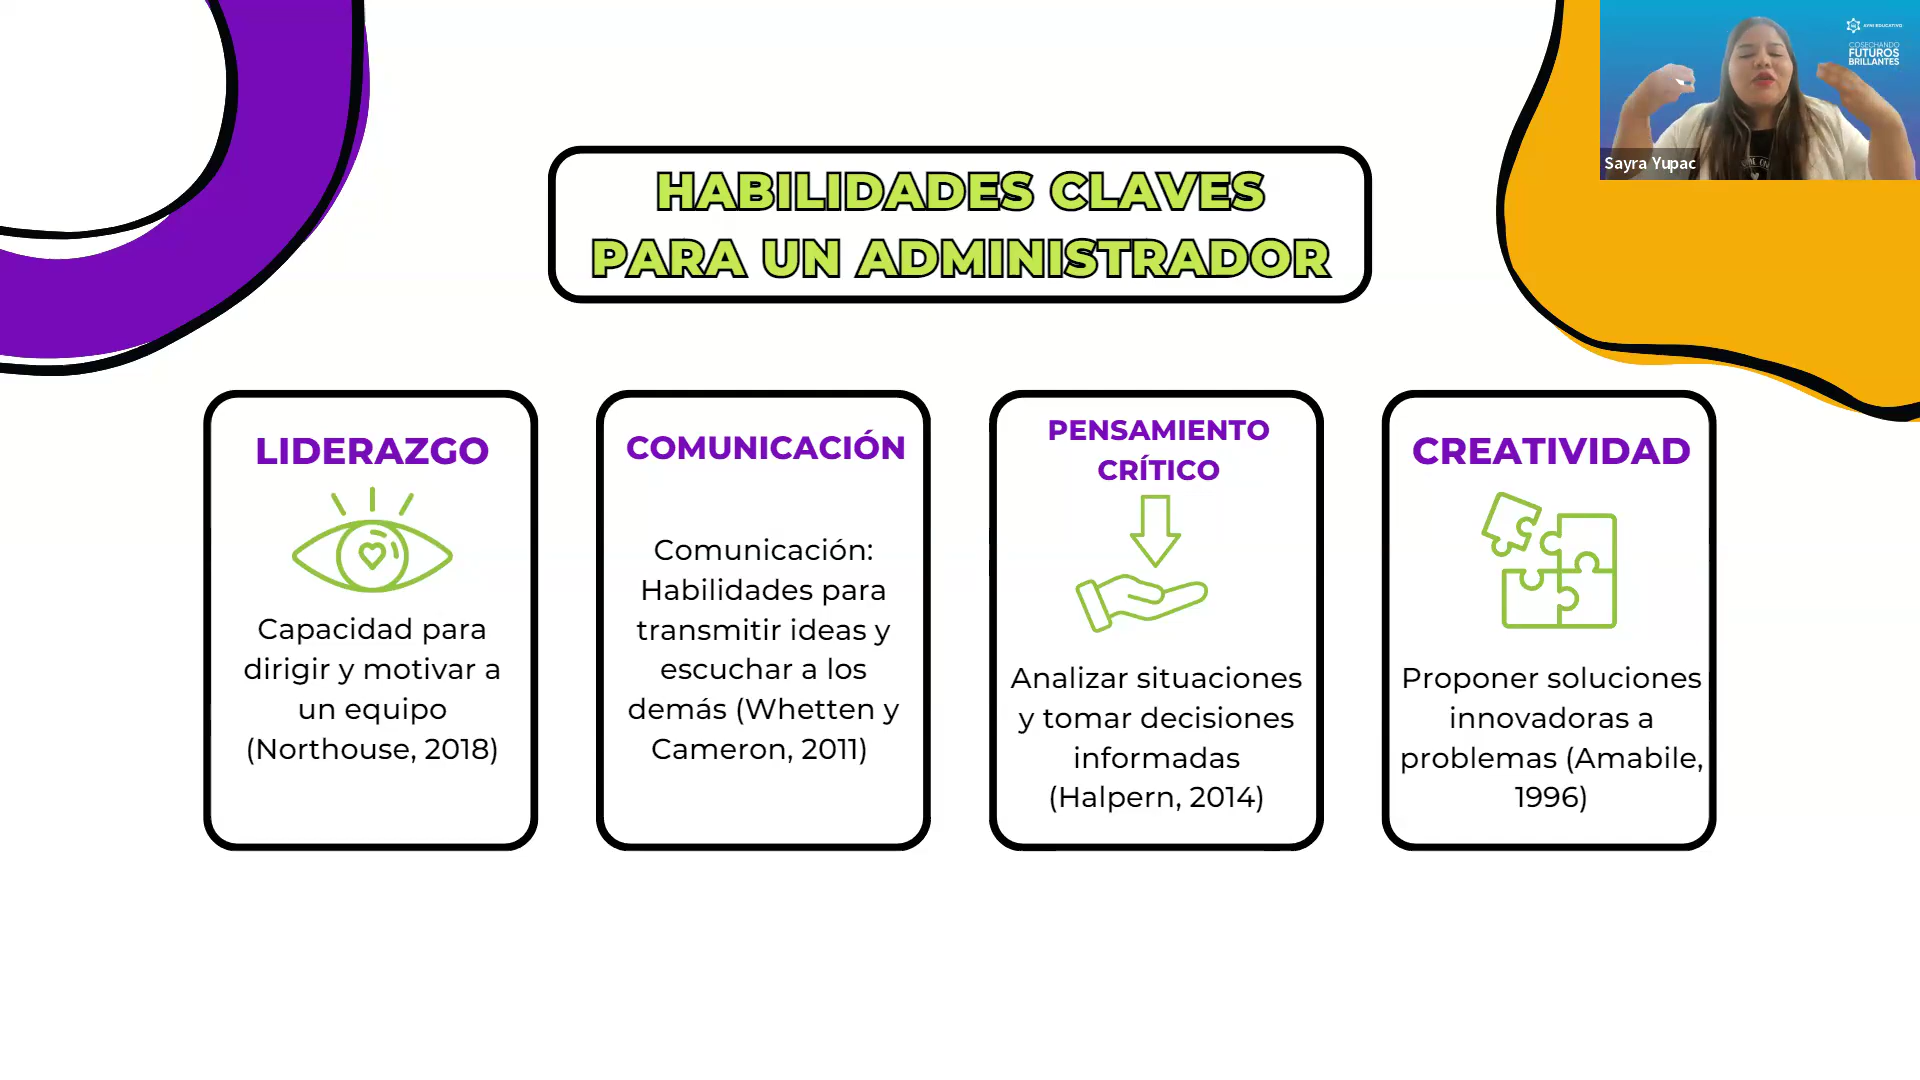 HABILIDADES CLAVES
PARA UN ADMINISTRADOR
LIDERAZGO
Capacidad para
dirigir y motivar a
un equipo
(Northouse, 2018)
COMUNICACIÓN
Comunicación:
Habilidades para
transmitir ideas y
escuchar a los
demás (Whetten y
Cameron, 2011)
PENSAMIENTO
CRÍTICO
Analizar situaciones
y tomar decisiones
informadas
(Halpern, 2014)
CREATIVIDAD
Proponer soluciones
innovadoras a
problemas (Amabile,
1996)
AYNI EDUCATIVO
COSECHANDO
FUTUROS
BRILLANTES
Sayra Yupac